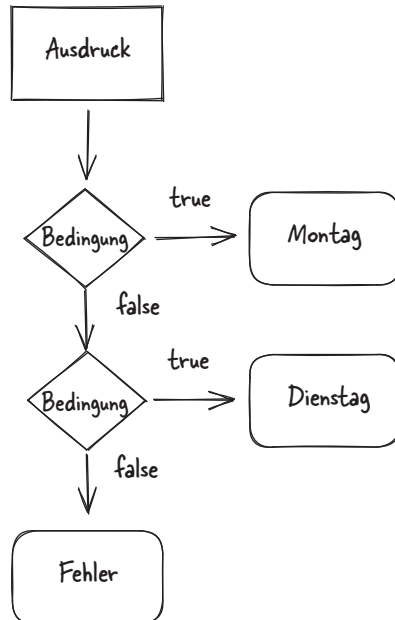 Ausdruck
true
Bedingung
Montag
false
true
Bedingung
Dienstag
false
Fehler